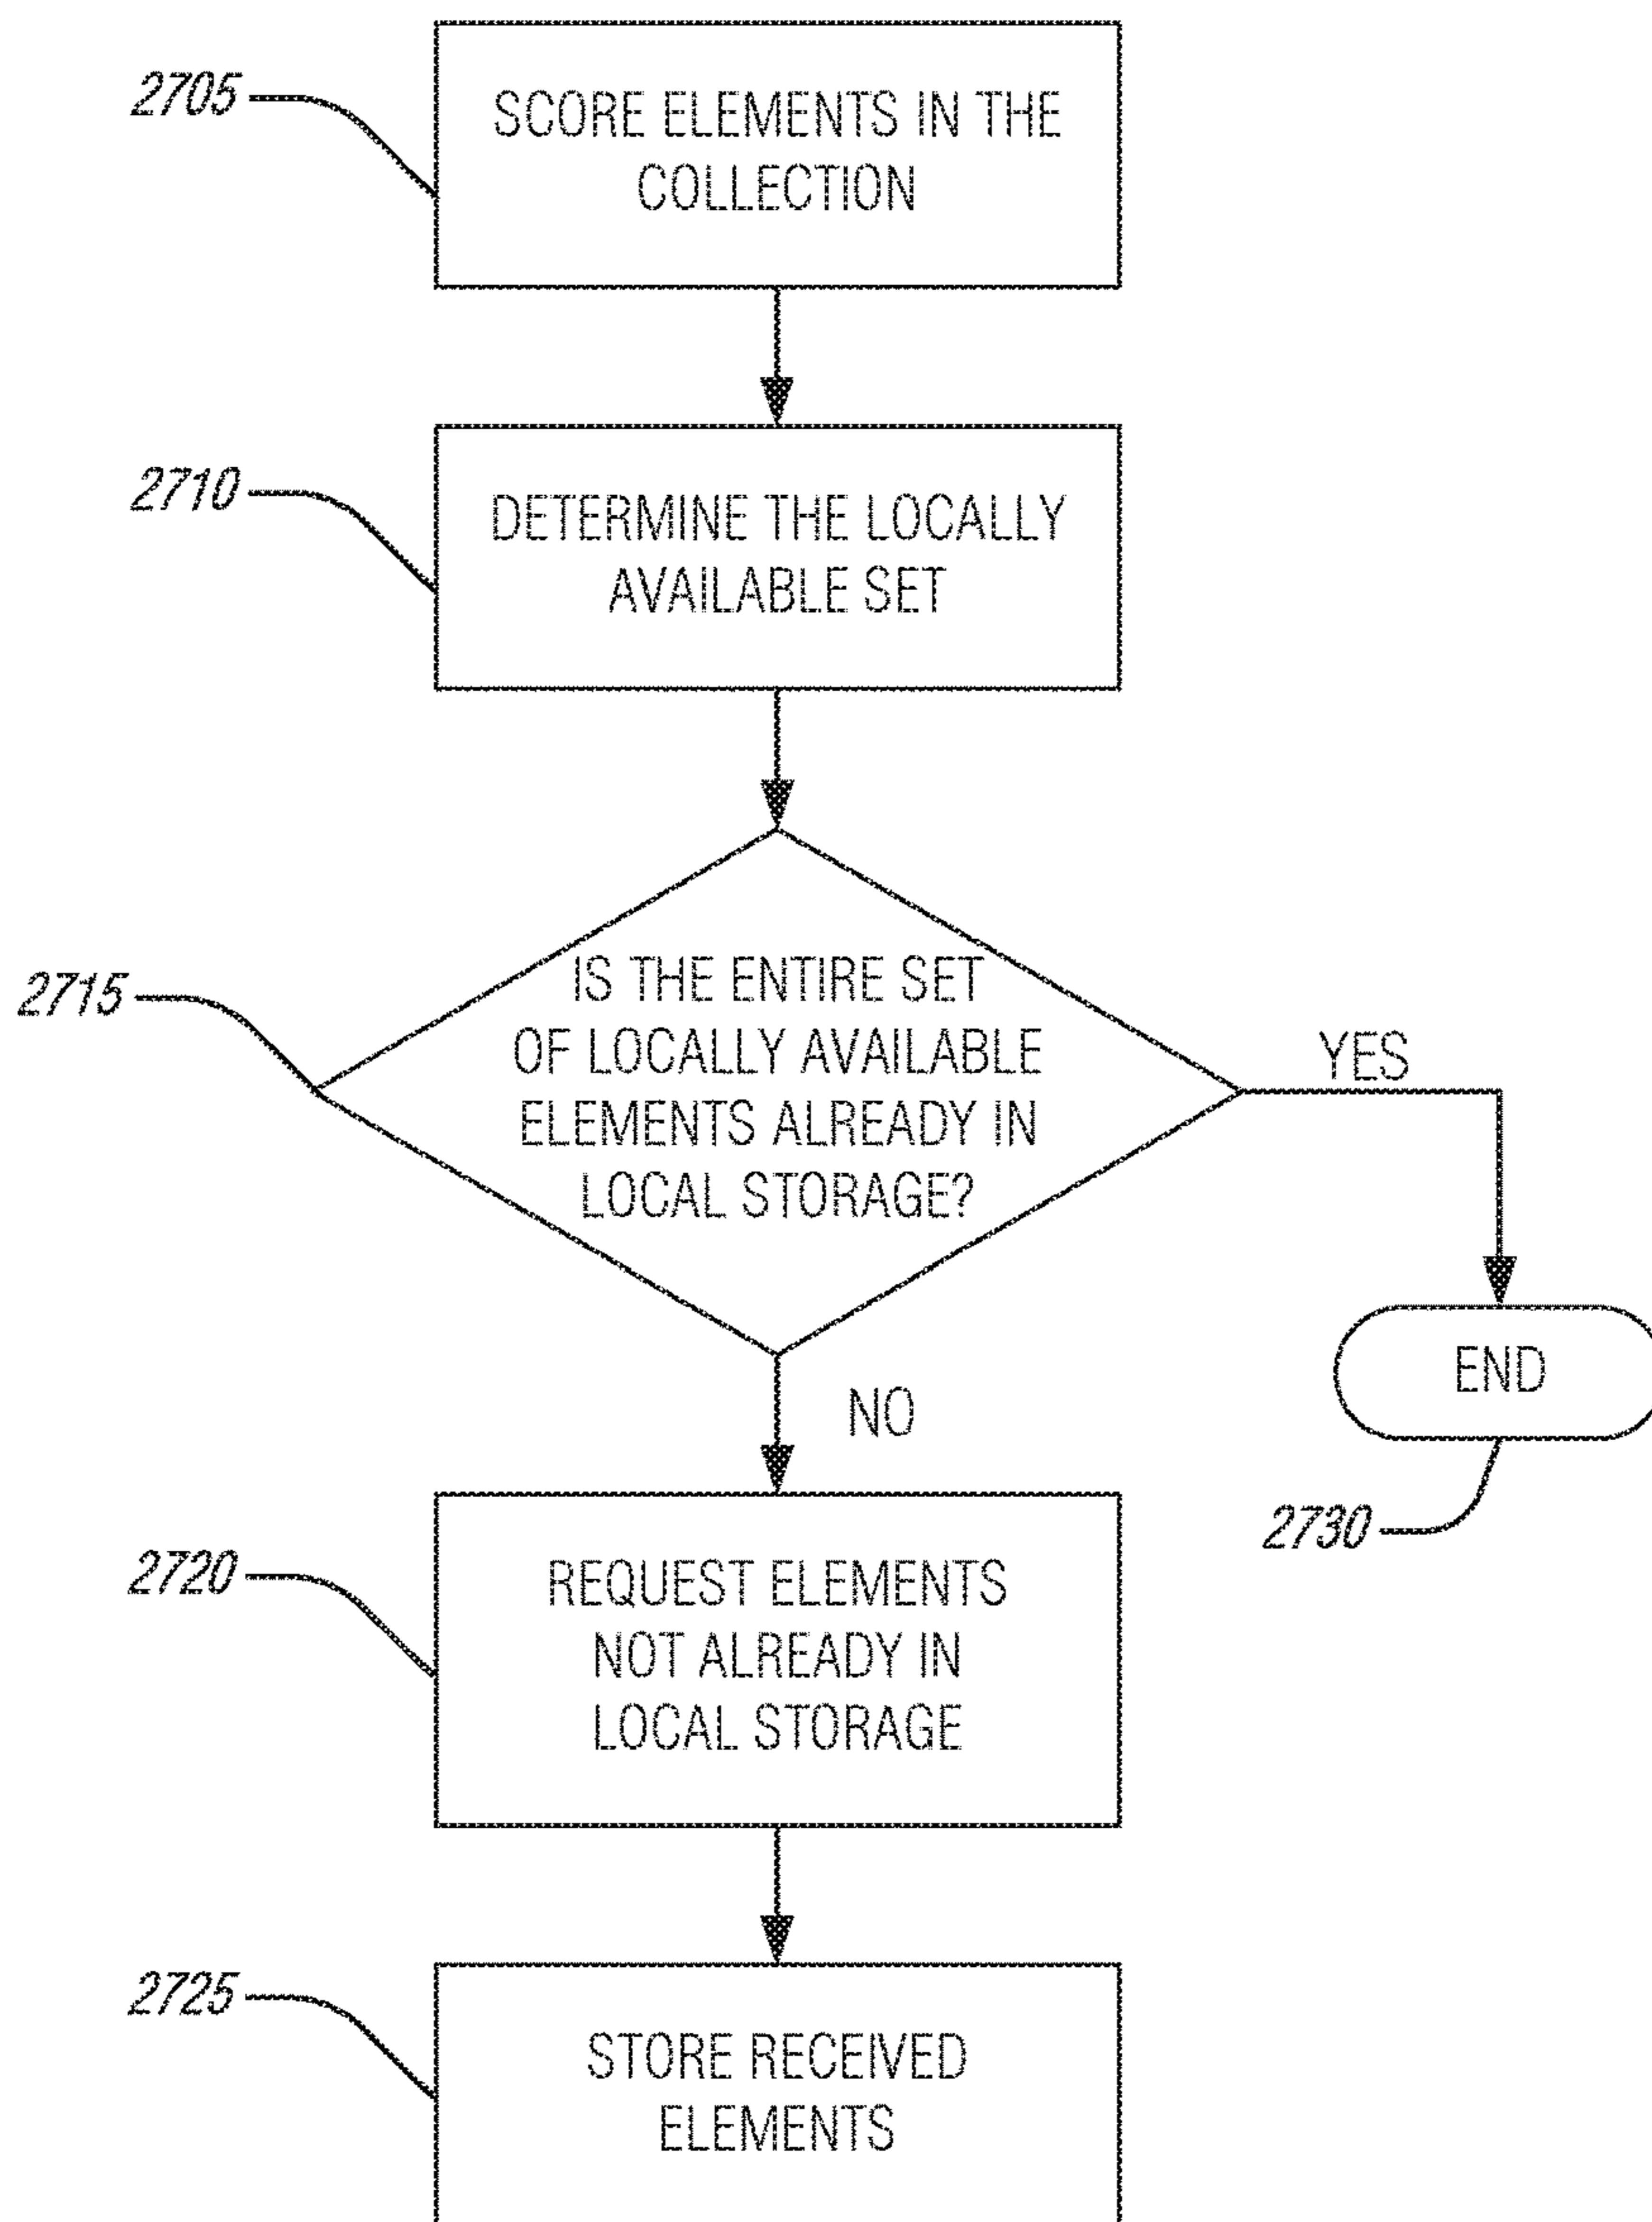 2705
SCORE ELEMENTS IN THE
COLLECTION
2710
DETERMINE THE LOCALLY
AVAILABLE SET
2715
IS THE ENTIRE SET
OF LOCALLY AVAILABLE
ELEMENTS ALREADY IN
LOCAL STORAGE?
YES
END
2730
NO
2720
REQUEST ELEMENTS
NOT ALREADY IN
LOCAL STORAGE
2725
STORE RECEIVED
ELEMENTS